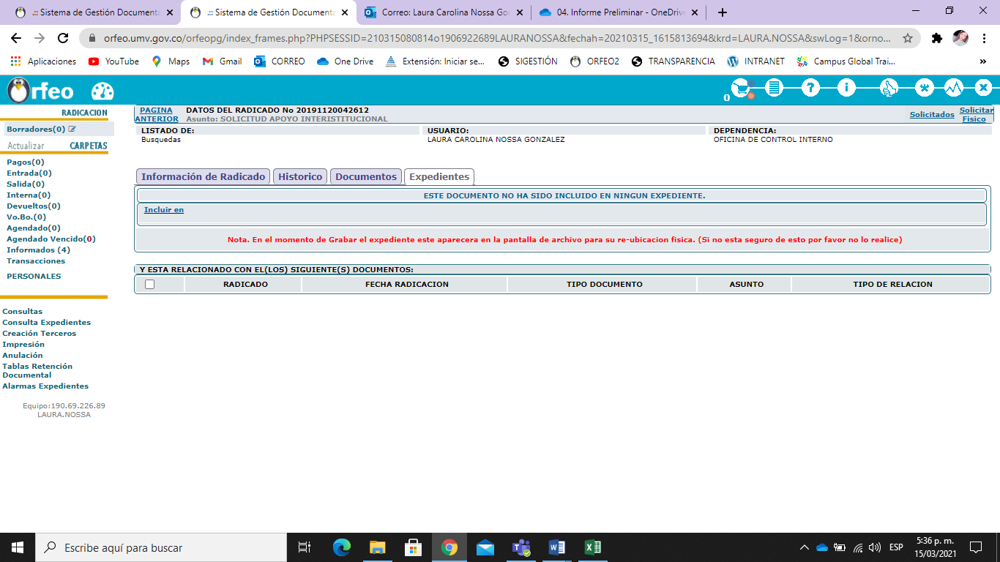 .:: Sistema de Gestión Documenta
.:: Sistema de Gestión Documenta
Correo: Laura Carolina Nossa Go
04. Informe Preliminar - OneDrive
orfeo.umv.gov.co/orfeopg/index_frames.php?PHPSESSID=210315080814o1906922689LAURANOSSA&fechah=20210315_1615813694&krd=LAURA.NOSSA&swLog=1&orno...
Aplicaciones YouTube Maps Gmail CORREO One Drive Extensión: Iniciar se... SIGESTIÓN ORFEO2 TRANSPARENCIA INTRANET Campus Global Trai... »
Orfeo
0
RADICACION
Borradores(0)
Actualizar CARPETAS
Pagos(0)
Entrada(0)
Salida(0)
Interna(0)
Devueltos(0)
Vo.Bo.(0)
Agendado(0)
Agendado Vencido(0)
Informados (4)
Transacciones
PERSONALES
Consultas
Consulta Expedientes
Creación Terceros
Impresión
Anulación
Tablas Retención
Documental
Alarmas Expedientes
Equipo:190.69.226.89
LAURA.NOSSA
PAGINA
ANTERIOR
DATOS DEL RADICADO No 20191120042612
Asunto: SOLICITUD APOYO INTERISTITUCIONAL
Solicitados
Solicitar
Fisico
LISTADO DE: USUARIO: DEPENDENCIA:
Busquedas LAURA CAROLINA NOSSA GONZALEZ OFICINA DE CONTROL INTERNO
Información de Radicado Historico Documentos Expedientes
ESTE DOCUMENTO NO HA SIDO INCLUIDO EN NINGUN EXPEDIENTE.
Incluir en
Nota. En el momento de Grabar el expediente este aparecera en la pantalla de archivo para su re-ubicacion fisica. (Si no esta seguro de esto por favor no lo realice)
Y ESTA RELACIONADO CON EL(LOS) SIGUIENTE(S) DOCUMENTOS:
RADICADO FECHA RADICACION TIPO DOCUMENTO ASUNTO TIPO DE RELACION
Escribe aquí para buscar
ESP
5:36 p. m.
15/03/2021